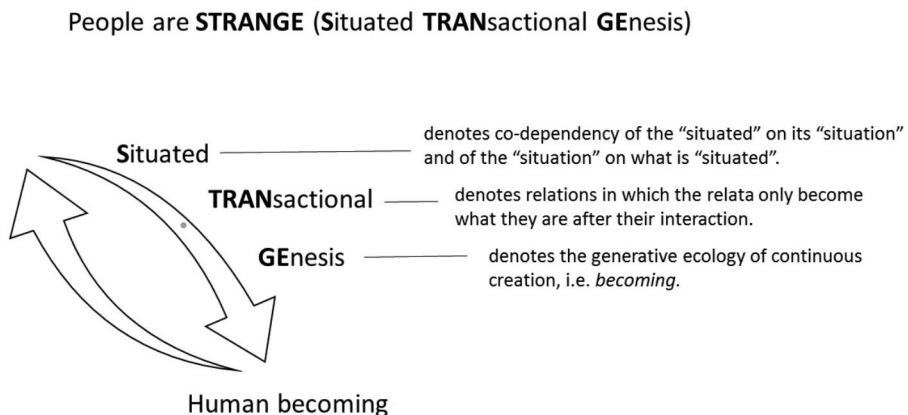 People are STRANGE (Situated TRANsactional GEnesis)
Situated
denotes co-dependency of the “situated” on its “situation”
and of the “situation” on what is “situated”.
TRANsactional
denotes relations in which the relata only become
what they are after their interaction.
GEnesis
denotes the generative ecology of continuous
creation, i.e. becoming.
Human becoming